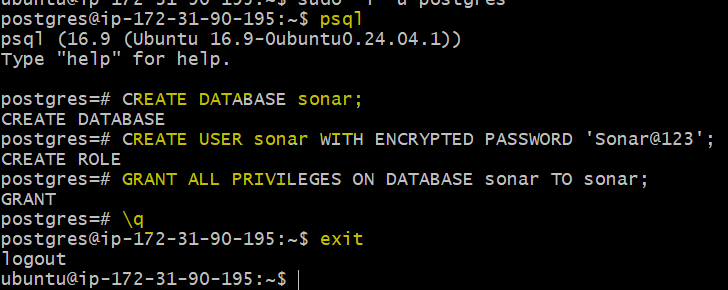 postgres@ip-172-31-90-195:~$ psql
psql (16.9 (Ubuntu 16.9-0ubuntu0.24.04.1))
Type "help" for help.
postgres=# CREATE DATABASE sonar;
CREATE DATABASE
postgres=# CREATE USER sonar WITH ENCRYPTED PASSWORD 'Sonar@123';
CREATE ROLE
postgres=# GRANT ALL PRIVILEGES ON DATABASE sonar TO sonar;
GRANT
postgres=# \q
postgres@ip-172-31-90-195:~$ exit
logout
ubuntu@ip-172-31-90-195:~$